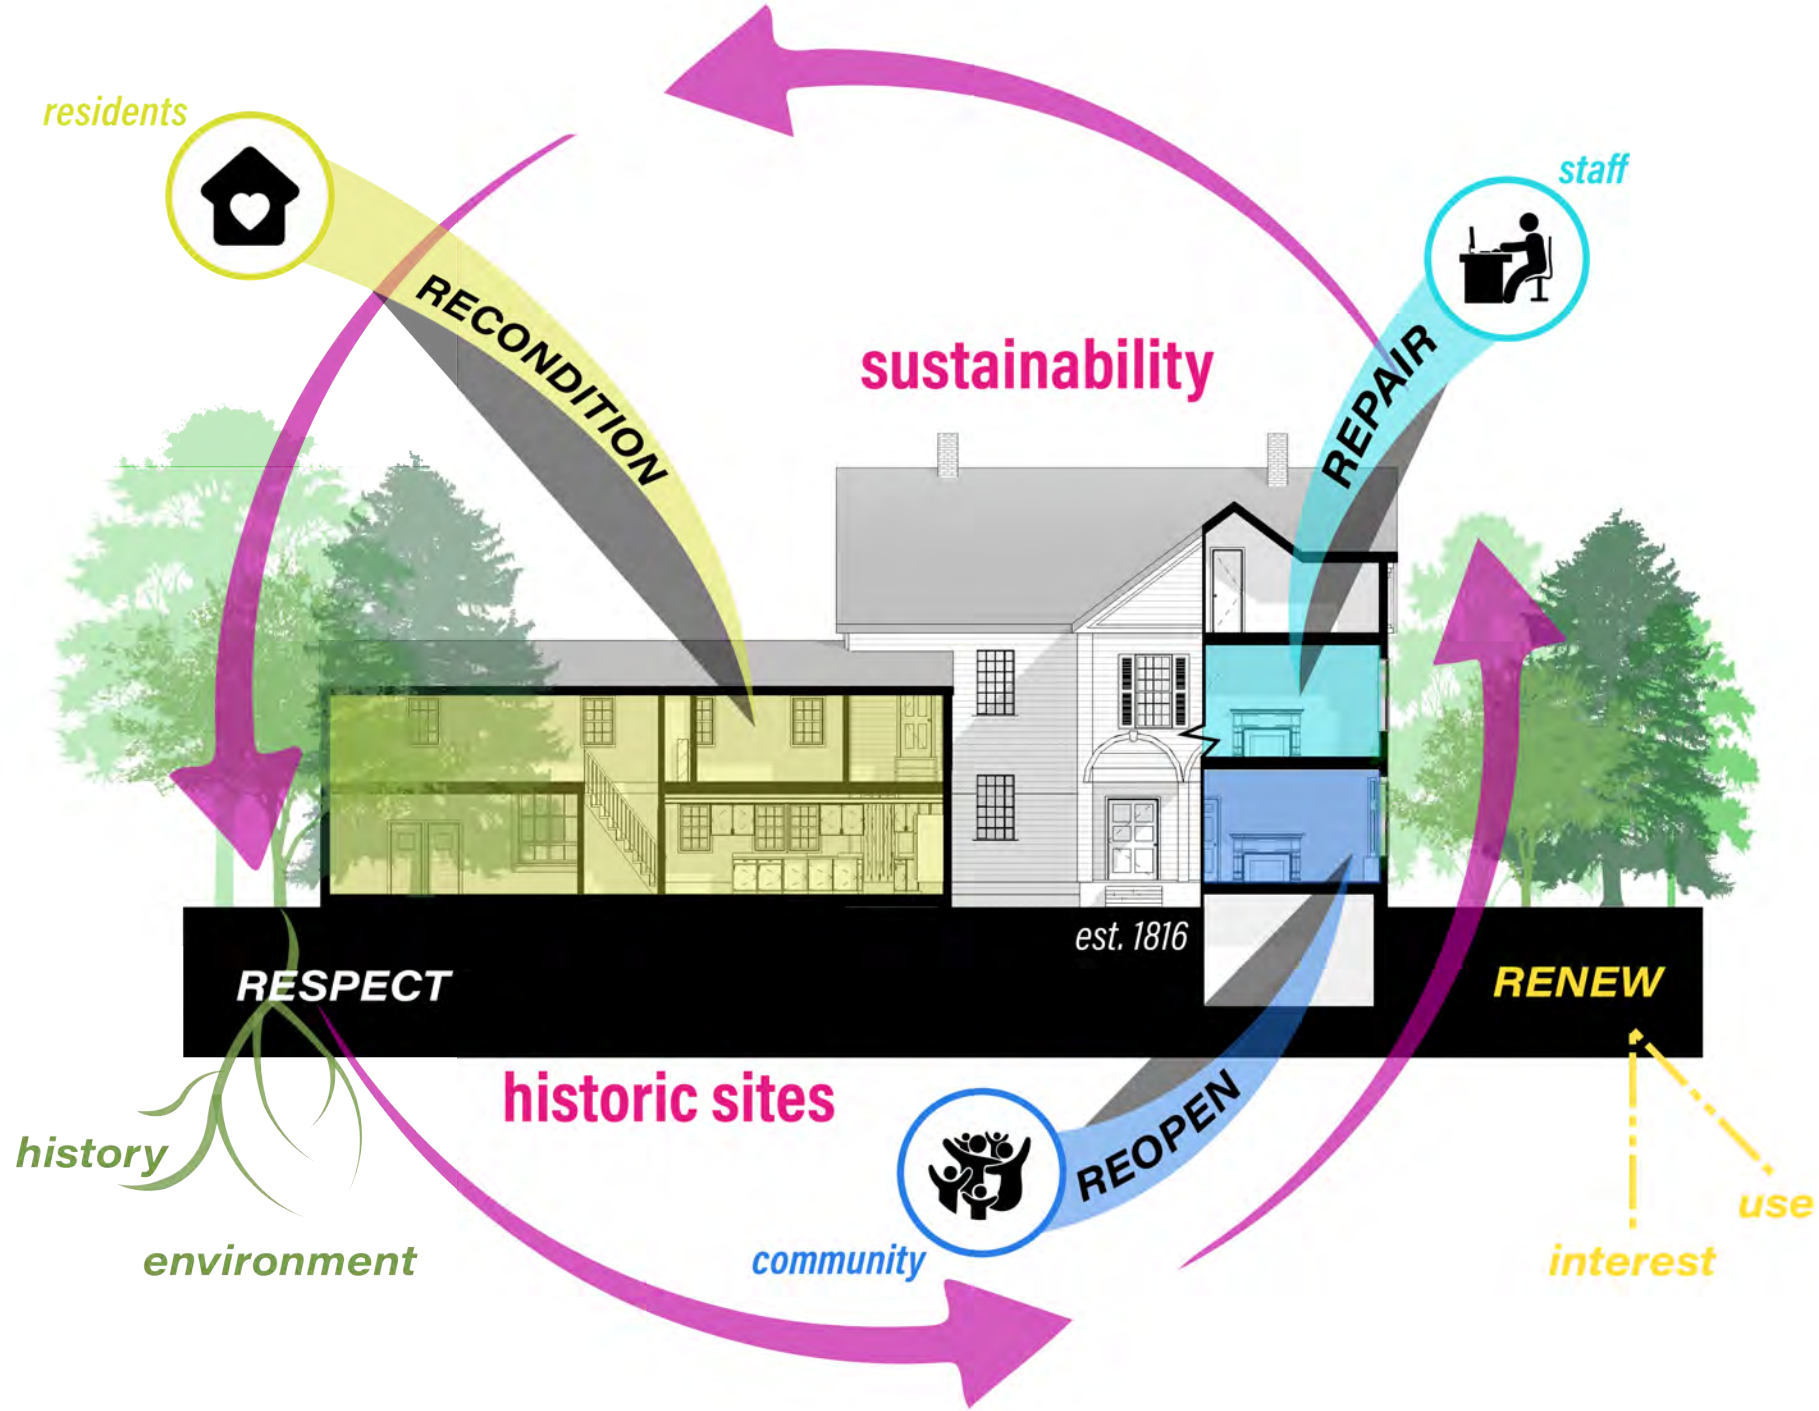 residents
staff
RECONDITION
REPAIR
sustainability
est. 1816
RESPECT
RENEW
historic sites
REOPEN
history
use
environment
community
interest